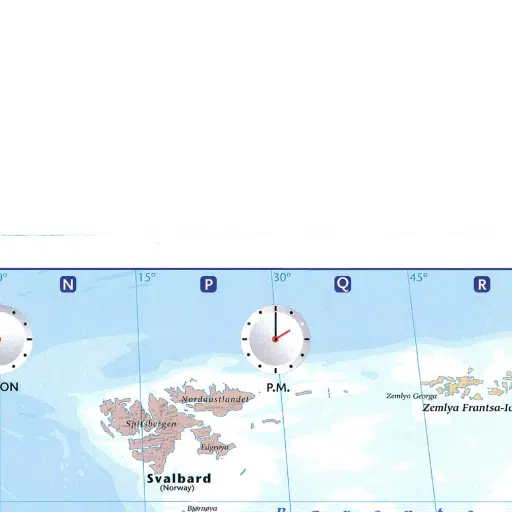 N
P
Q
R
0°
15°
30°
45°
ON
P.M.
Nordaustlandet
Spitsbergen
Edgeøya
Svalbard
(Norway)
Bjørnøya
Zemlya Georga
Zemlya Frantsa-Io